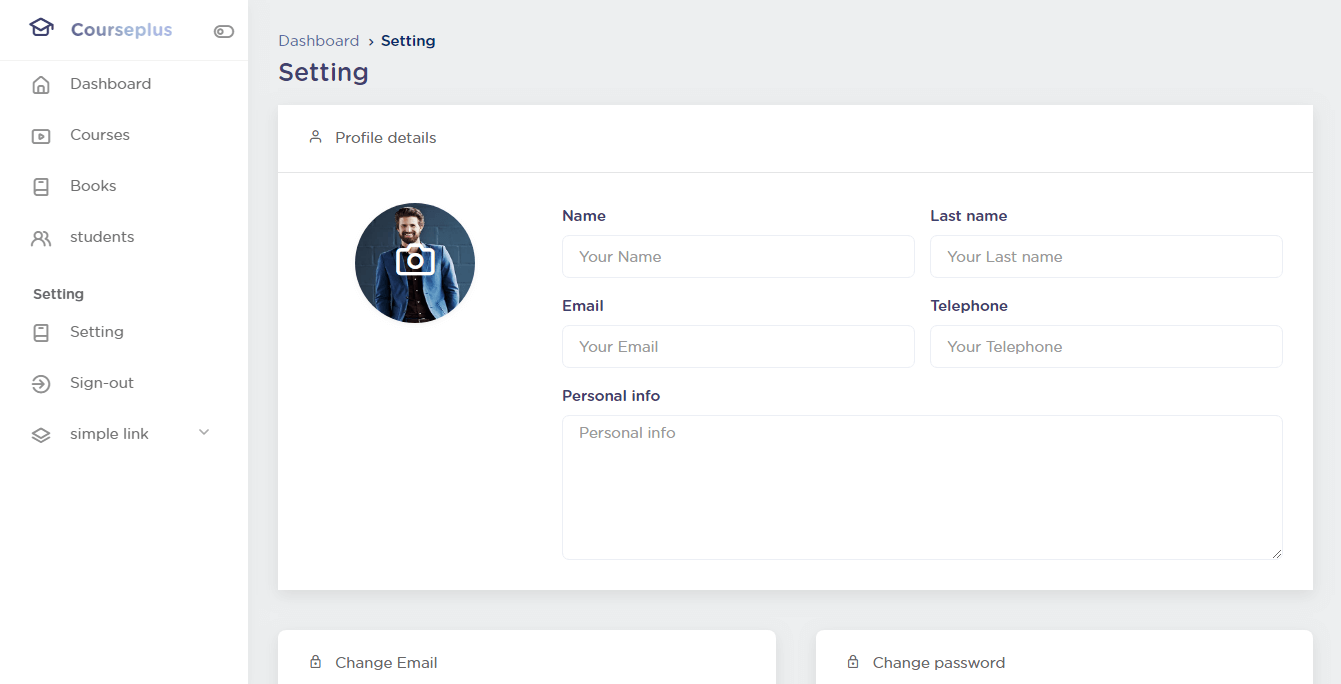 Courseplus
Dashboard
Courses
Books
students
Setting
Setting
Sign-out
simple link
Dashboard › Setting
Setting
Profile details
Name
Last name
Your Name
Your Last name
Email
Telephone
Your Email
Your Telephone
Personal info
Personal info
Change Email
Change password